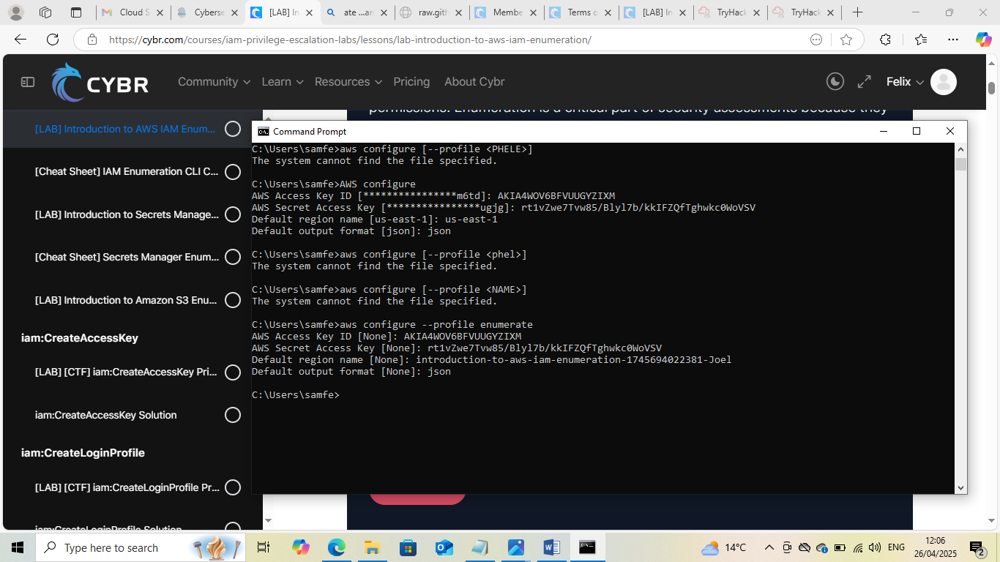 Cloud S
Cyberse
[LAB] In
ate ...an
raw.gith
Membe
Terms o
[LAB] In
TryHac
TryHac
https://cybr.com/courses/iam-privilege-escalation-labs/lessons/lab-introduction-to-aws-iam-enumeration/
CYBR
Community
Learn
Resources
Pricing
About Cybr
Felix
permissions. Enumeration is a critical part of security assessments because they
[LAB] Introduction to AWS IAM Enum...
[Cheat Sheet] IAM Enumeration CLI C...
[LAB] Introduction to Secrets Manage...
[Cheat Sheet] Secrets Manager Enum...
[LAB] Introduction to Amazon S3 Enu...
iam:CreateAccessKey
[LAB] [CTF] iam:CreateAccessKey Pri...
iam:CreateAccessKey Solution
iam:CreateLoginProfile
[LAB] [CTF] iam:CreateLoginProfile Pr...
iam:CreateLoginProfile Solution
Command Prompt
C:\Users\samfe>aws configure [--profile <PHELE>]
The system cannot find the file specified.
C:\Users\samfe>AWS configure
AWS Access Key ID [****************m6td]: AKIA4WOV6BFVUUGYZIXM
AWS Secret Access Key [****************ugjg]: 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
Default region name [us-east-1]: us-east-1
Default output format [json]: json
C:\Users\samfe>aws configure [--profile <phel>]
The system cannot find the file specified.
C:\Users\samfe>aws configure [--profile <NAME>]
The system cannot find the file specified.
C:\Users\samfe>aws configure --profile enumerate
AWS Access Key ID [None]: AKIA4WOV6BFVUUGYZIXM
AWS Secret Access Key [None]: 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
Default region name [None]: introduction-to-aws-iam-enumeration-1745694022381-Joel
Default output format [None]: json
C:\Users\samfe>
Type here to search
14°C
ENG
12:06
26/04/2025
2